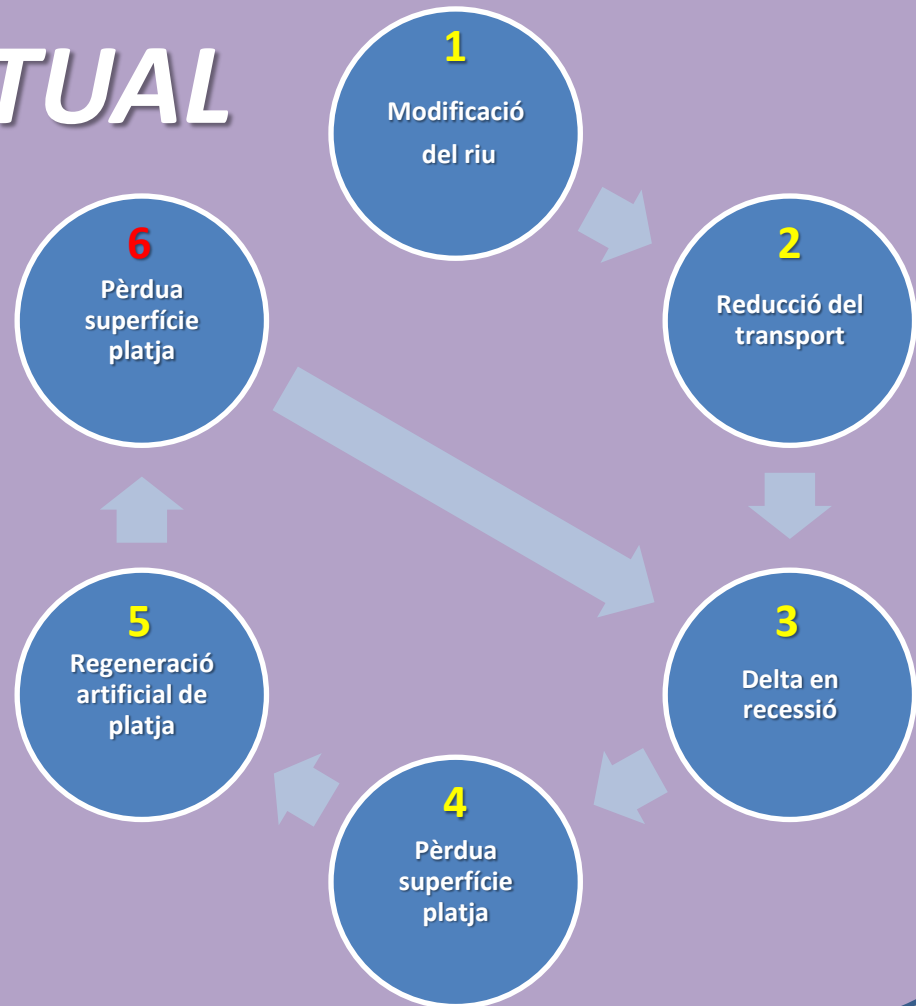 TUAL
1
Modificació
del riu
2
Reducció del
transport
3
Delta en
recessió
4
Pèrdua
superfície
platja
5
Regeneració
artificial de
platja
6
Pèrdua
superfície
platja